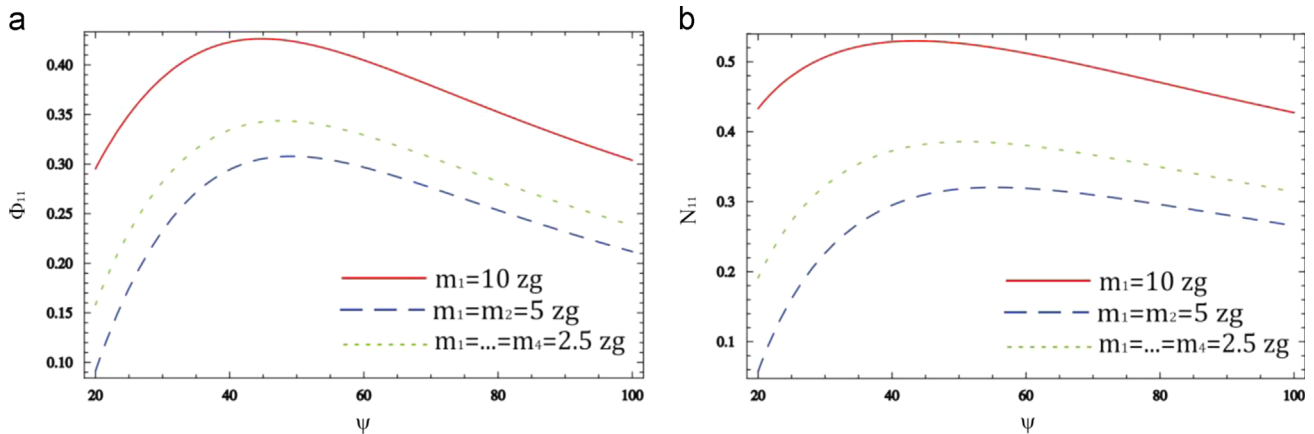 a
0.40
0.35
0.30
0.25
0.20
0.15
0.10
Φ₁₁
m₁=10 zg
m₁=m₂=5 zg
m₁=...=m₄=2.5 zg
20 40 60 80 100
ψ
b
0.5
0.4
0.3
0.2
0.1
N₁₁
m₁=10 zg
m₁=m₂=5 zg
m₁=...=m₄=2.5 zg
20 40 60 80 100
ψ